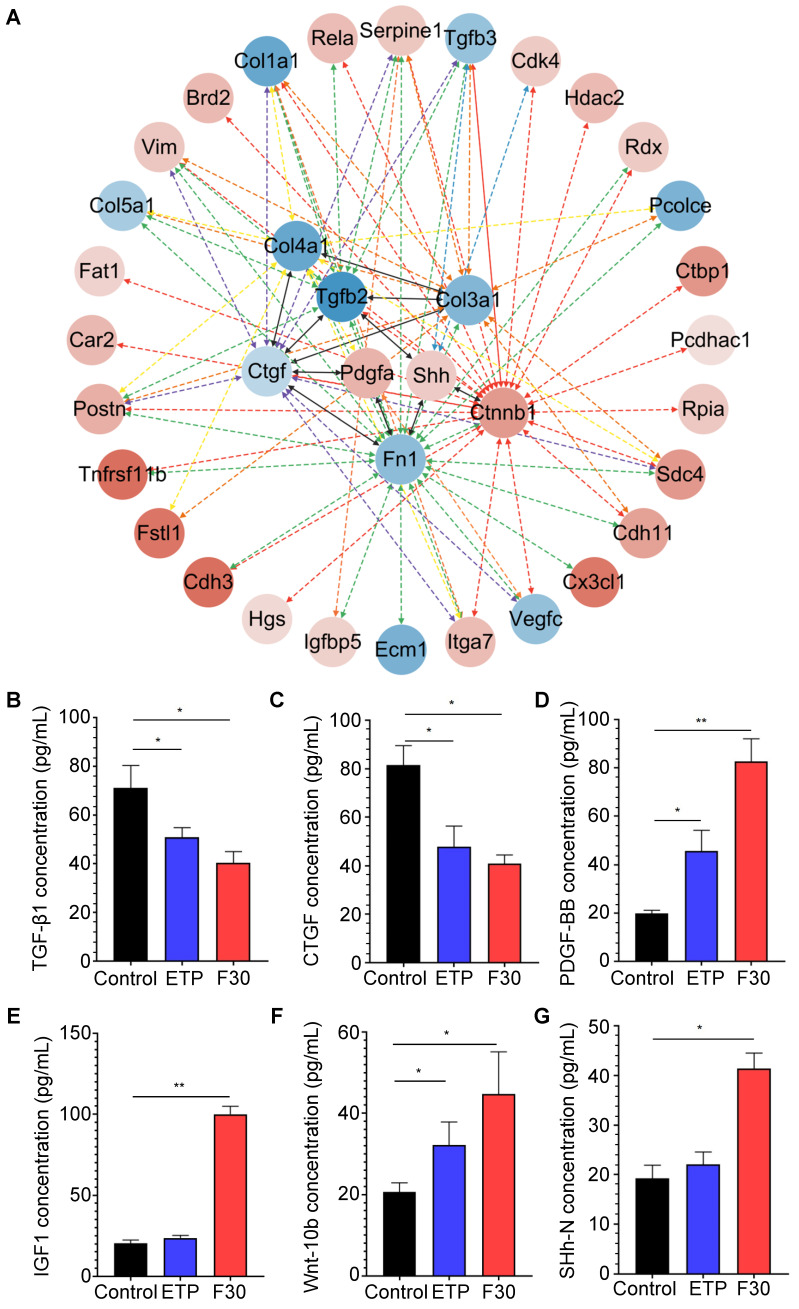 A
Serpine1
Rela
Tgfb3
Col1a1
Cdk4
Brd2
Hdac2
Vim
Rdx
Col5a1
Pcolce
Col4a1
Fat1
Ctbp1
Tgfb2
Col3a1
Car2
Pcdhac1
Ctgf
Pdgfa
Shh
Postn
Ctnnb1
Rpia
Fn1
Tnfrsf11b
Sdc4
Fstl1
Cdh11
Cdh3
Cx3cl1
Hgs
Vegfc
Igfbp5
Ecm1
Itga7
B
TGF-β1 concentration (pg/mL)
100
80
60
40
20
0
*
*
Control ETP F30
C
CTGF concentration (pg/mL)
100
80
60
40
20
0
*
*
Control ETP F30
D
PDGF-BB concentration (pg/mL)
100
80
60
40
20
0
**
*
Control ETP F30
E
IGF1 concentration (pg/mL)
150
100
50
0
**
Control ETP F30
F
Wnt-10b concentration (pg/mL)
60
40
20
0
*
*
Control ETP F30
G
SHh-N concentration (pg/mL)
50
40
30
20
10
0
*
Control ETP F30